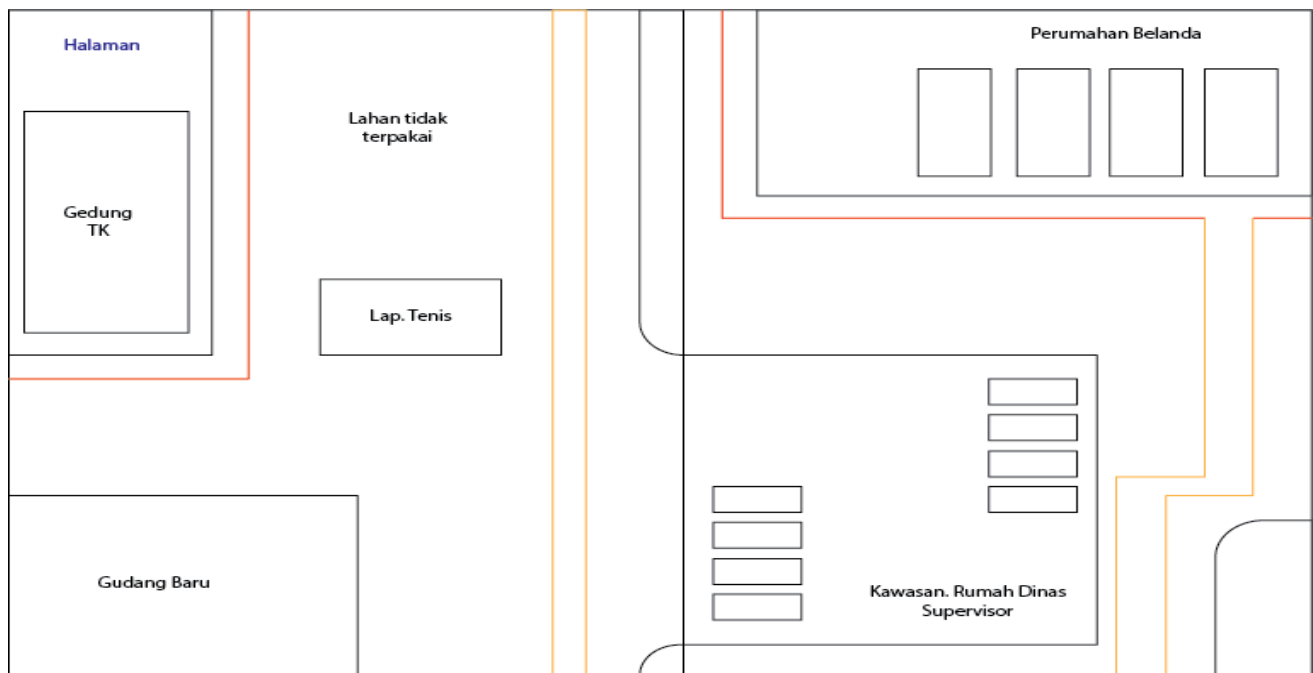 Halaman
Perumahan Belanda
Lahan tidak
terpakai
Gedung
TK
Lap. Tenis
Gudang Baru
Kawasan. Rumah Dinas
Supervisor